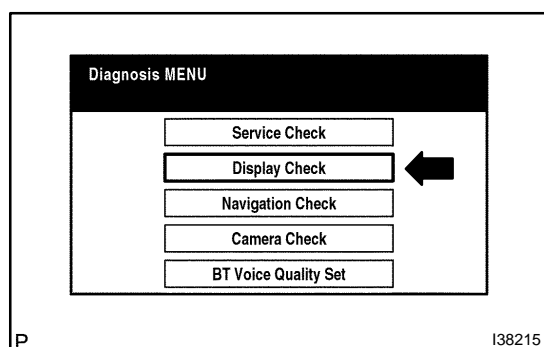 Diagnosis MENU
Service Check
Display Check
Navigation Check
Camera Check
BT Voice Quality Set
P
I38215